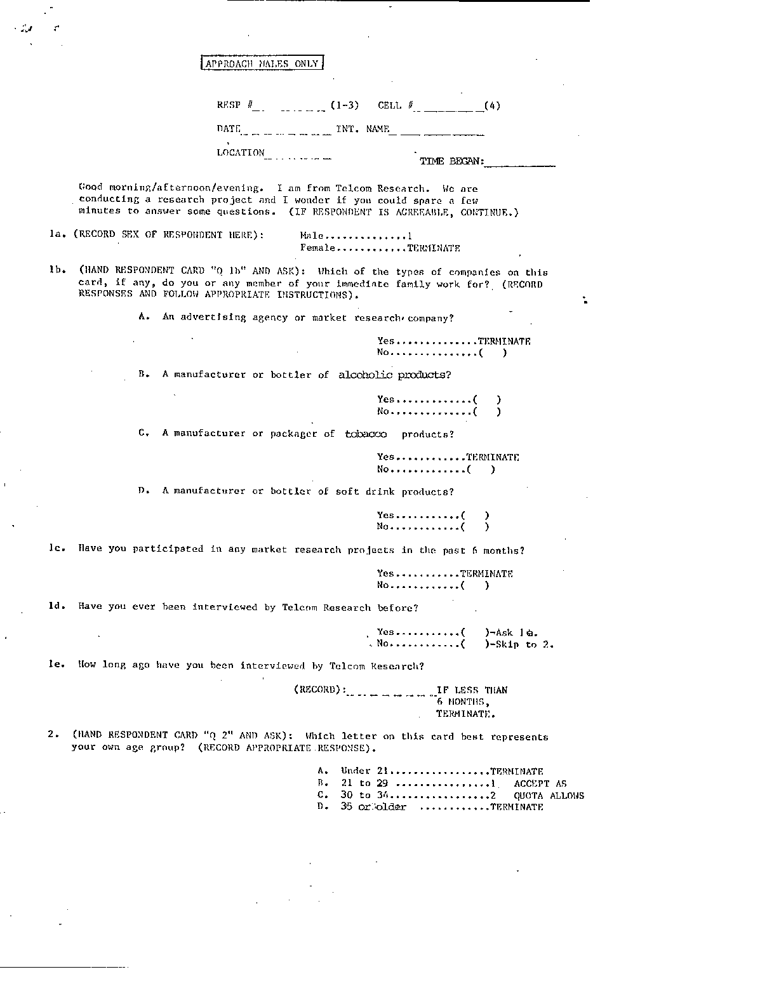 APPROACH MALES ONLY
RESP #__ _______ (1-3) CELL # __________(4)
DATE______________ INT. NAME______________
LOCATION___________
TIME BEGAN:___________
Good morning/afternoon/evening. I am from Telcom Research. We are
conducting a research project and I wonder if you could spare a few
minutes to answer some questions. (IF RESPONDENT IS AGREEABLE, CONTINUE.)
1a. (RECORD SEX OF RESPONDENT HERE): Male..............1
Female............TERMINATE
1b. (HAND RESPONDENT CARD "Q 1b" AND ASK): Which of the types of companies on this
card, if any, do you or any member of your immediate family work for? (RECORD
RESPONSES AND FOLLOW APPROPRIATE INSTRUCTIONS).
A. An advertising agency or market research company?
Yes..............TERMINATE
No...............( )
B. A manufacturer or bottler of alcoholic products?
Yes.............( )
No..............( )
C. A manufacturer or packager of tobacco products?
Yes............TERMINATE
No.............( )
D. A manufacturer or bottler of soft drink products?
Yes...........( )
No............( )
1c. Have you participated in any market research projects in the past 6 months?
Yes...........TERMINATE
No............( )
1d. Have you ever been interviewed by Telcom Research before?
Yes...........( )-Ask 1e.
No............( )-Skip to 2.
1e. How long ago have you been interviewed by Telcom Research?
(RECORD):______________IF LESS THAN
6 MONTHS,
TERMINATE.
2. (HAND RESPONDENT CARD "Q 2" AND ASK): Which letter on this card best represents
your own age group? (RECORD APPROPRIATE RESPONSE).
A. Under 21.................TERMINATE
B. 21 to 29 ................1 ACCEPT AS
C. 30 to 34.................2 QUOTA ALLOWS
D. 35 or older ............TERMINATE